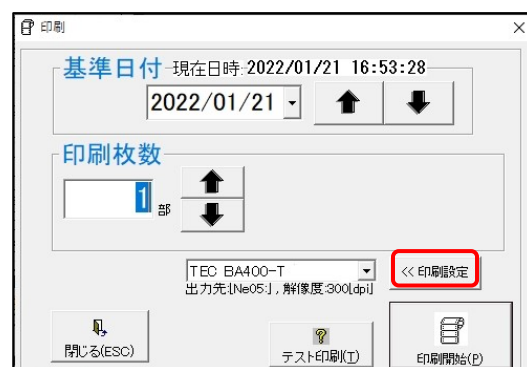 印刷
基準日付 現在日時:2022/01/21 16:53:28
2022/01/21
印刷枚数
1 部
TEC BA400-T
<< 印刷設定
出力先:[Ne05:] , 解像度:300[dpi]
閉じる(ESC)
テスト印刷(T)
印刷開始(P)